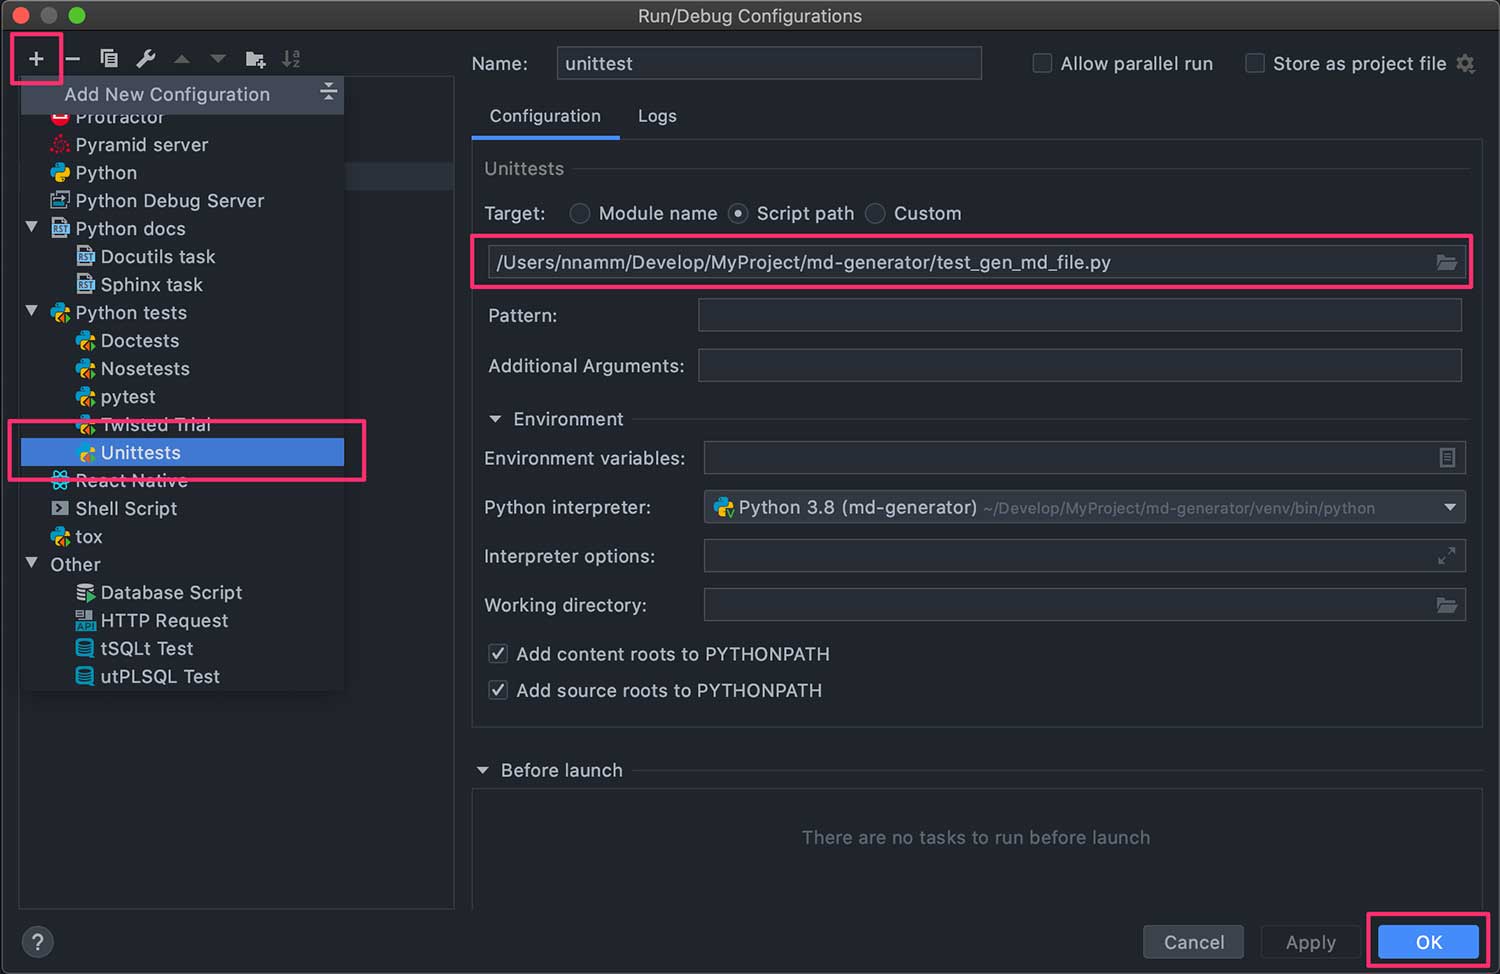 Run/Debug Configurations
Add New Configuration
Protractor
Pyramid server
Python
Python Debug Server
Python docs
Docutils task
Sphinx task
Python tests
Doctests
Nosetests
pytest
Twisted Trial
Unittests
React Native
Shell Script
tox
Other
Database Script
HTTP Request
tSQLt Test
utPLSQL Test
Name: unittest
Allow parallel run Store as project file
Configuration Logs
Unittests
Target: Module name Script path Custom
/Users/nnamm/Develop/MyProject/md-generator/test_gen_md_file.py
Pattern:
Additional Arguments:
Environment
Environment variables:
Python interpreter: Python 3.8 (md-generator) ~/Develop/MyProject/md-generator/venv/bin/python
Interpreter options:
Working directory:
Add content roots to PYTHONPATH
Add source roots to PYTHONPATH
Before launch
There are no tasks to run before launch
? Cancel Apply OK